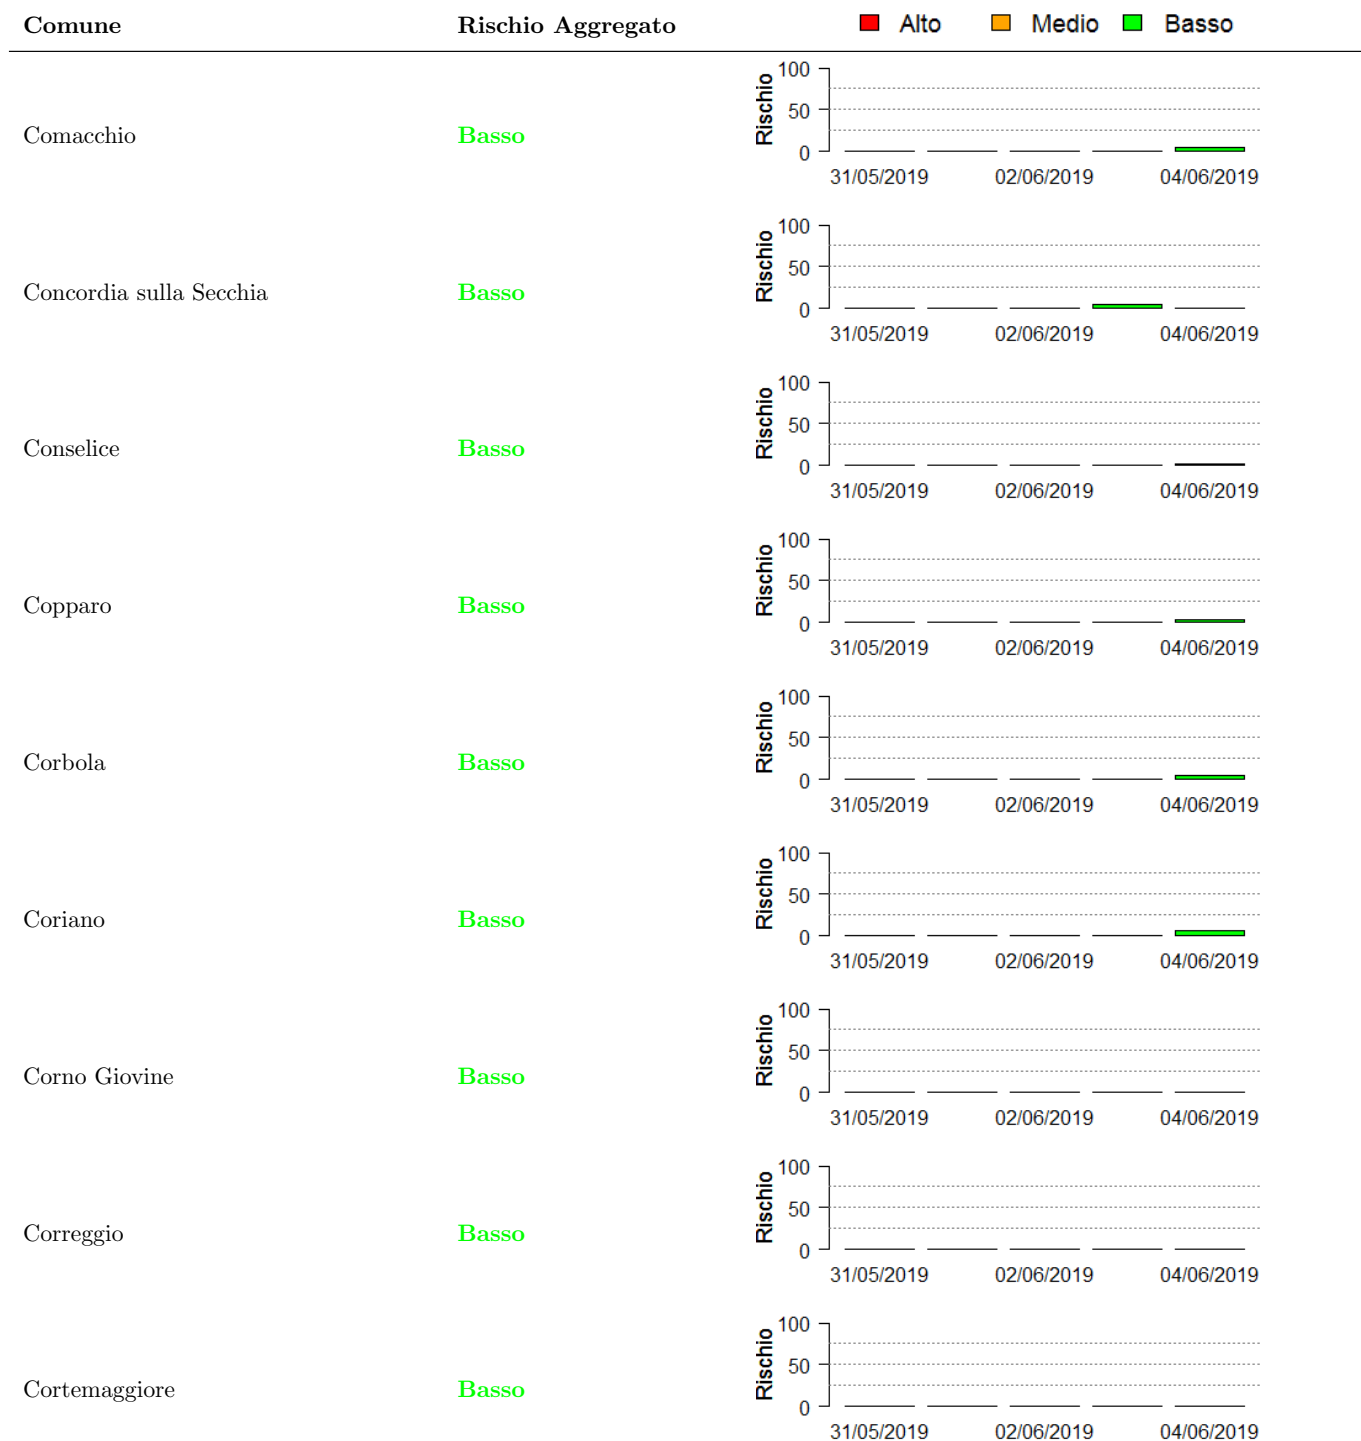 Comune Rischio Aggregato Alto Medio Basso
100
50
0
Rischio
Comacchio Basso
31/05/2019 02/06/2019 04/06/2019
100
50
0
Rischio
Concordia sulla Secchia Basso
31/05/2019 02/06/2019 04/06/2019
100
50
0
Rischio
Conselice Basso
31/05/2019 02/06/2019 04/06/2019
100
50
0
Rischio
Copparo Basso
31/05/2019 02/06/2019 04/06/2019
100
50
0
Rischio
Corbola Basso
31/05/2019 02/06/2019 04/06/2019
100
50
0
Rischio
Coriano Basso
31/05/2019 02/06/2019 04/06/2019
100
50
0
Rischio
Corno Giovine Basso
31/05/2019 02/06/2019 04/06/2019
100
50
0
Rischio
Correggio Basso
31/05/2019 02/06/2019 04/06/2019
100
50
0
Rischio
Cortemaggiore Basso
31/05/2019 02/06/2019 04/06/2019